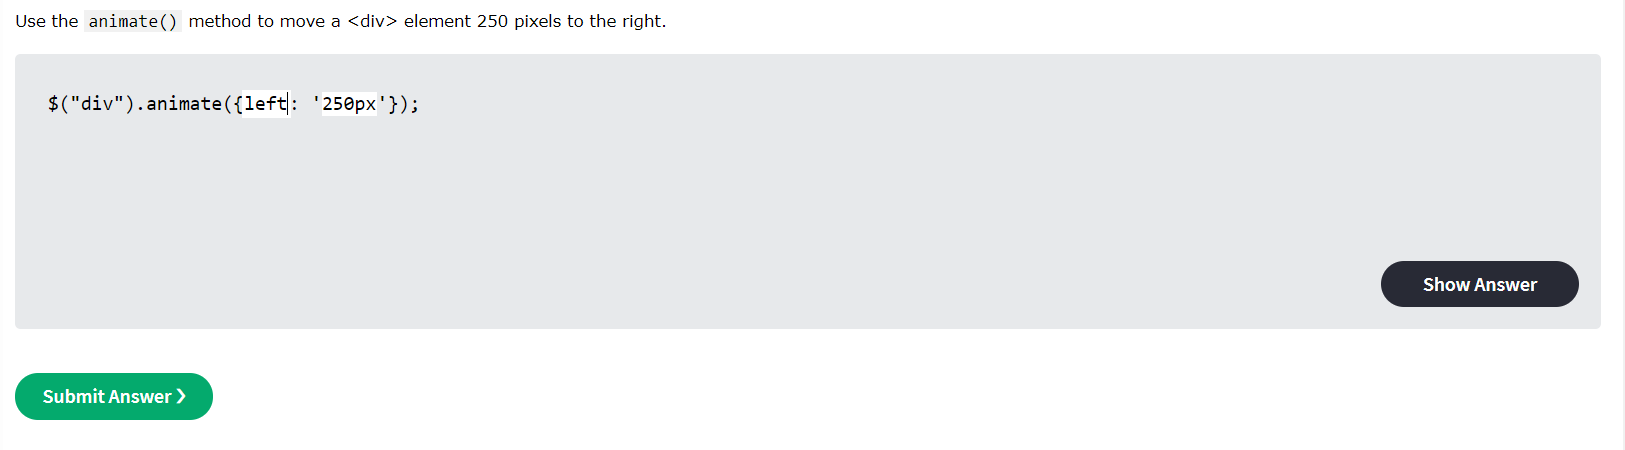 Use the animate() method to move a <div> element 250 pixels to the right.
$("div").animate({left: '250px'});
Show Answer
Submit Answer ❯